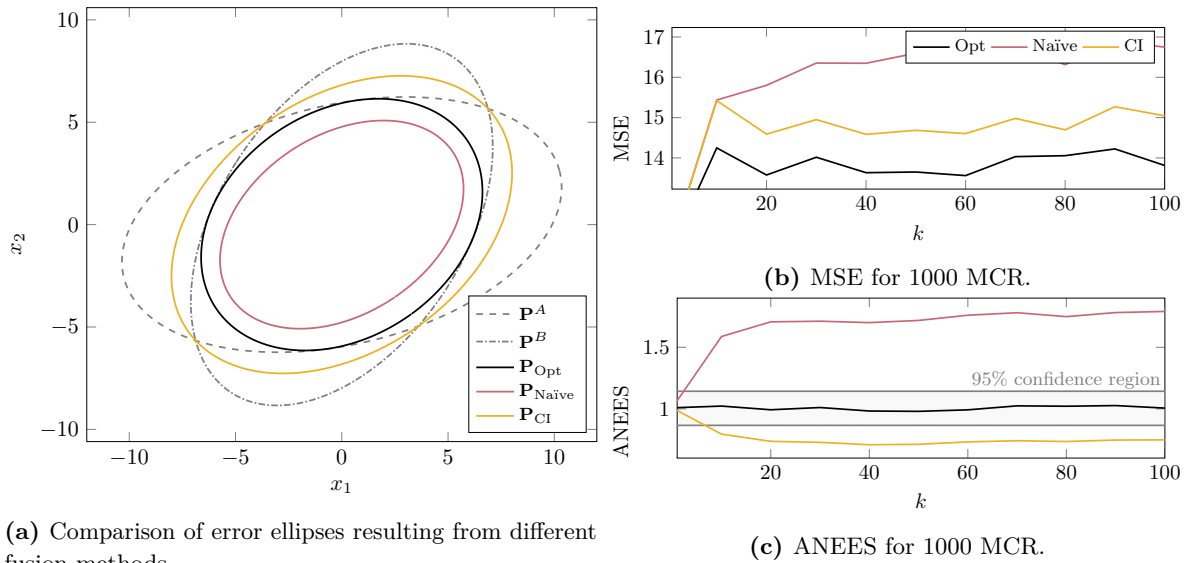 10
5
0
−5
−10
x2
−10 −5 0 5 10
x1
P^A
P^B
P_Opt
P_Naïve
P_CI
(a) Comparison of error ellipses resulting from different
fusion methods
17
16
15
14
MSE
Opt Naïve CI
20 40 60 80 100
k
(b) MSE for 1000 MCR.
1.5
1
ANEES
95% confidence region
20 40 60 80 100
k
(c) ANEES for 1000 MCR.